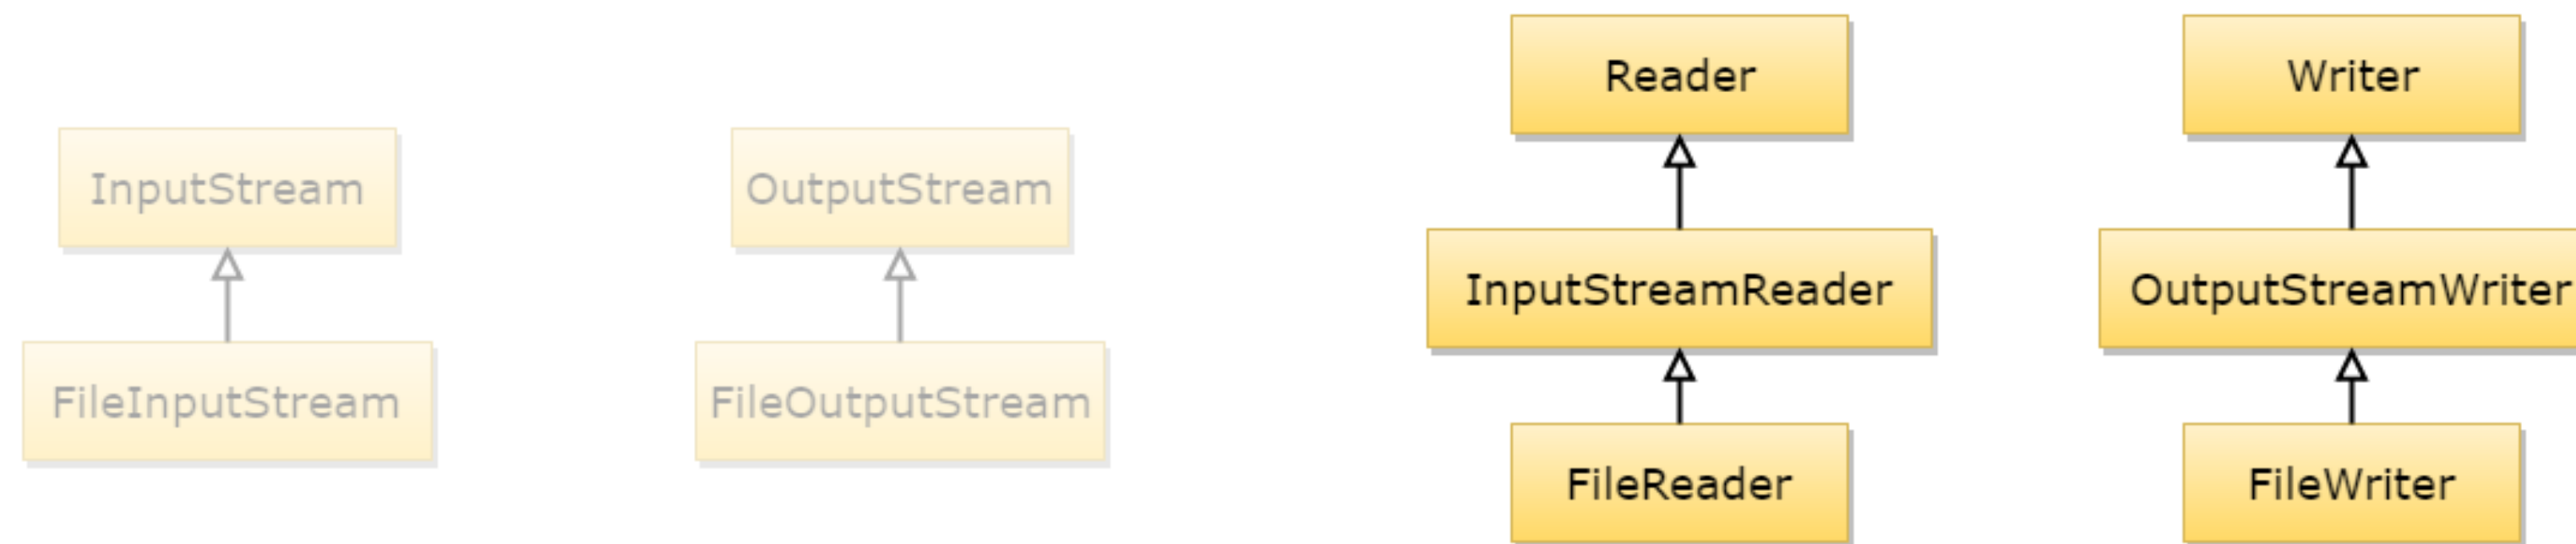 InputStream
FileInputStream
OutputStream
FileOutputStream
Reader
InputStreamReader
FileReader
Writer
OutputStreamWriter
FileWriter